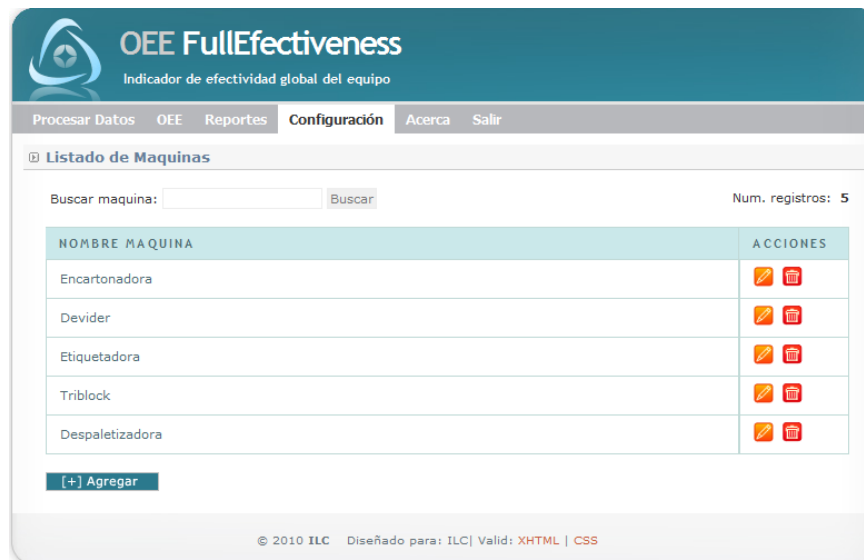 OEE FullEfectiveness
Indicador de efectividad global del equipo
Procesar Datos OEE Reportes Configuración Acerca Salir
Listado de Maquinas
Buscar maquina: Buscar Num. registros: 5
NOMBRE MAQUINA ACCIONES
Encartonadora
Devider
Etiquetadora
Triblock
Despaletizadora
[+] Agregar
© 2010 ILC Diseñado para: ILC| Valid: XHTML | CSS